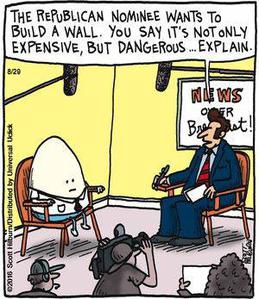 THE REPUBLICAN NOMINEE WANTS TO
BUILD A WALL. YOU SAY IT'S NOT ONLY
EXPENSIVE, BUT DANGEROUS ... EXPLAIN.
8/29
NEWS
OVER
©2016 Scott Hilburn/Distributed by Universal Uclick